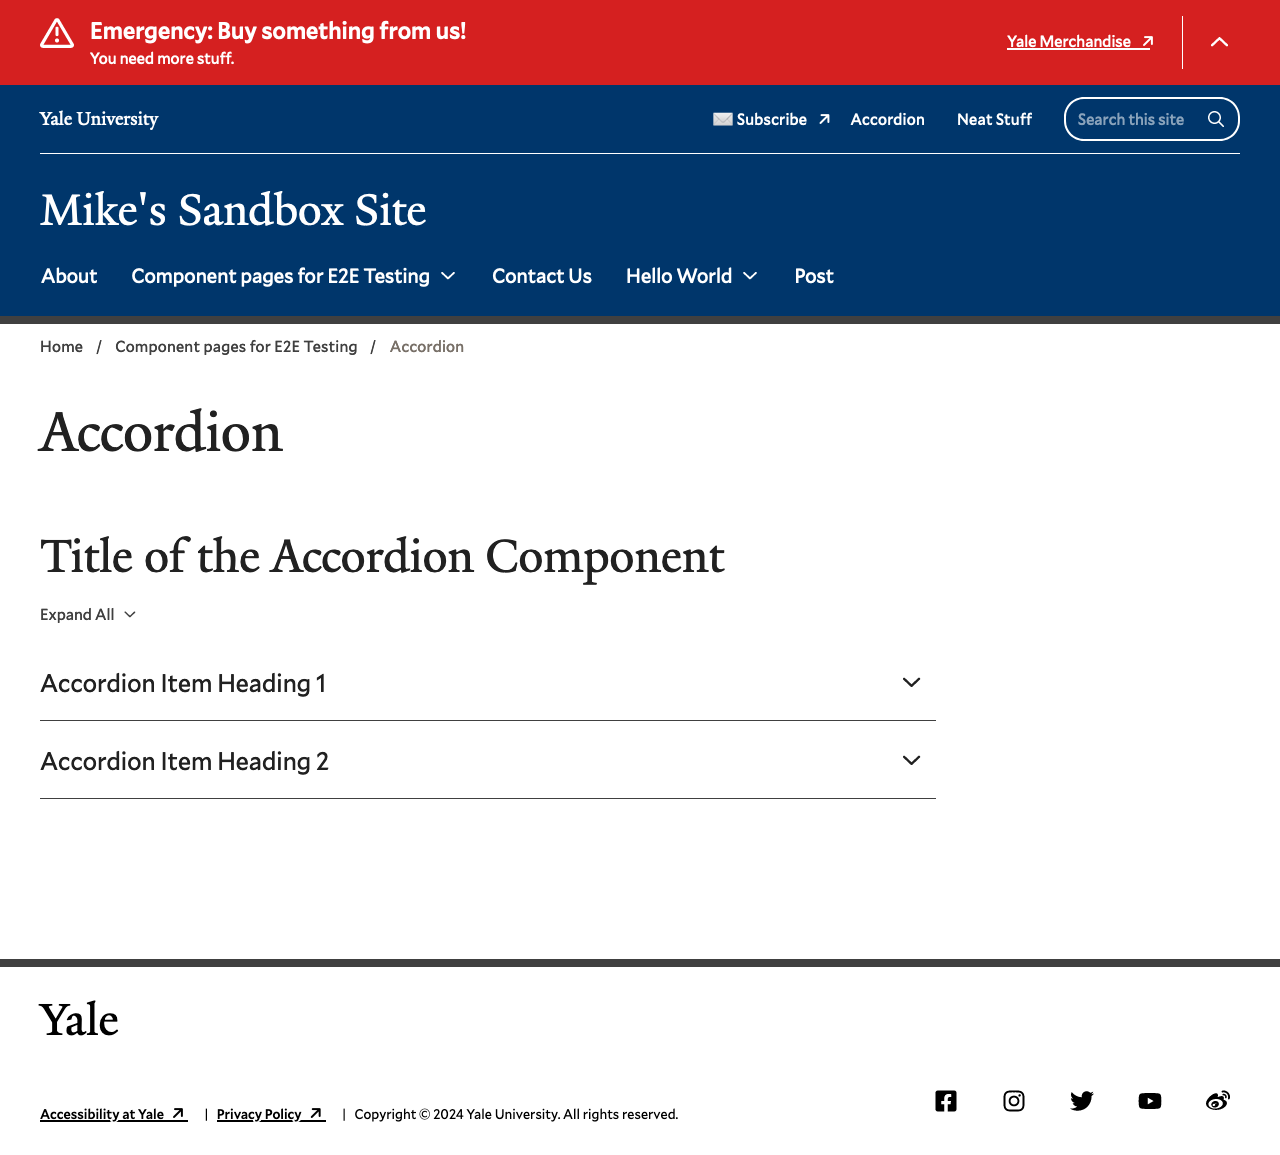 Emergency: Buy something from us!
You need more stuff.
Yale Merchandise
Yale University
Subscribe
Accordion
Neat Stuff
Search this site
Mike's Sandbox Site
About
Component pages for E2E Testing
Contact Us
Hello World
Post
Home / Component pages for E2E Testing / Accordion
Accordion
Title of the Accordion Component
Expand All
Accordion Item Heading 1
Accordion Item Heading 2
Yale
Accessibility at Yale | Privacy Policy | Copyright © 2024 Yale University. All rights reserved.